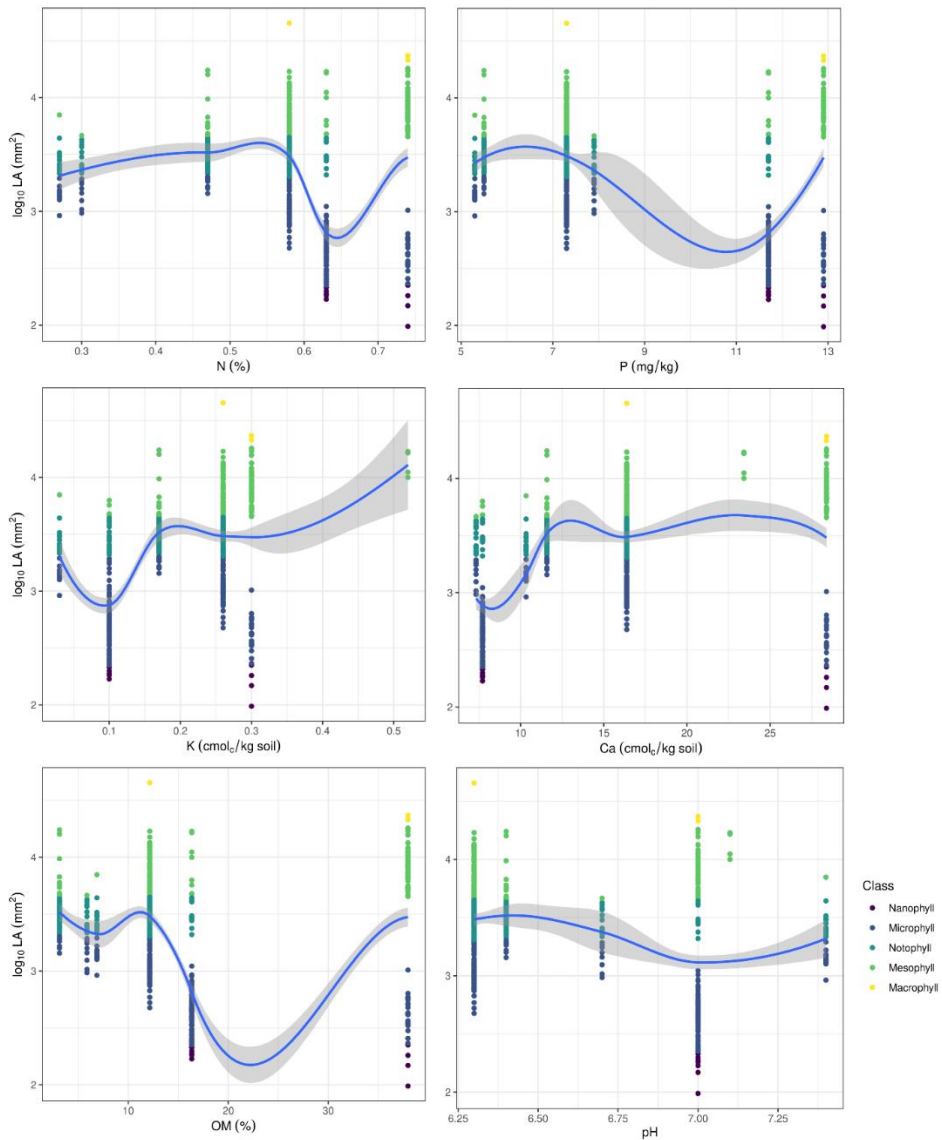 log₁₀ LA (mm²)
4
3
2
0.3 0.4 0.5 0.6 0.7
N (%)
4
3
2
5 7 9 11 13
P (mg/kg)
log₁₀ LA (mm²)
4
3
2
0.1 0.2 0.3 0.4 0.5
K (cmolc/kg soil)
4
3
2
10 15 20 25
Ca (cmolc/kg soil)
log₁₀ LA (mm²)
4
3
2
10 20 30
OM (%)
4
3
2
6.25 6.50 6.75 7.00 7.25
pH
Class
Nanophyll
Microphyll
Notophyll
Mesophyll
Macrophyll